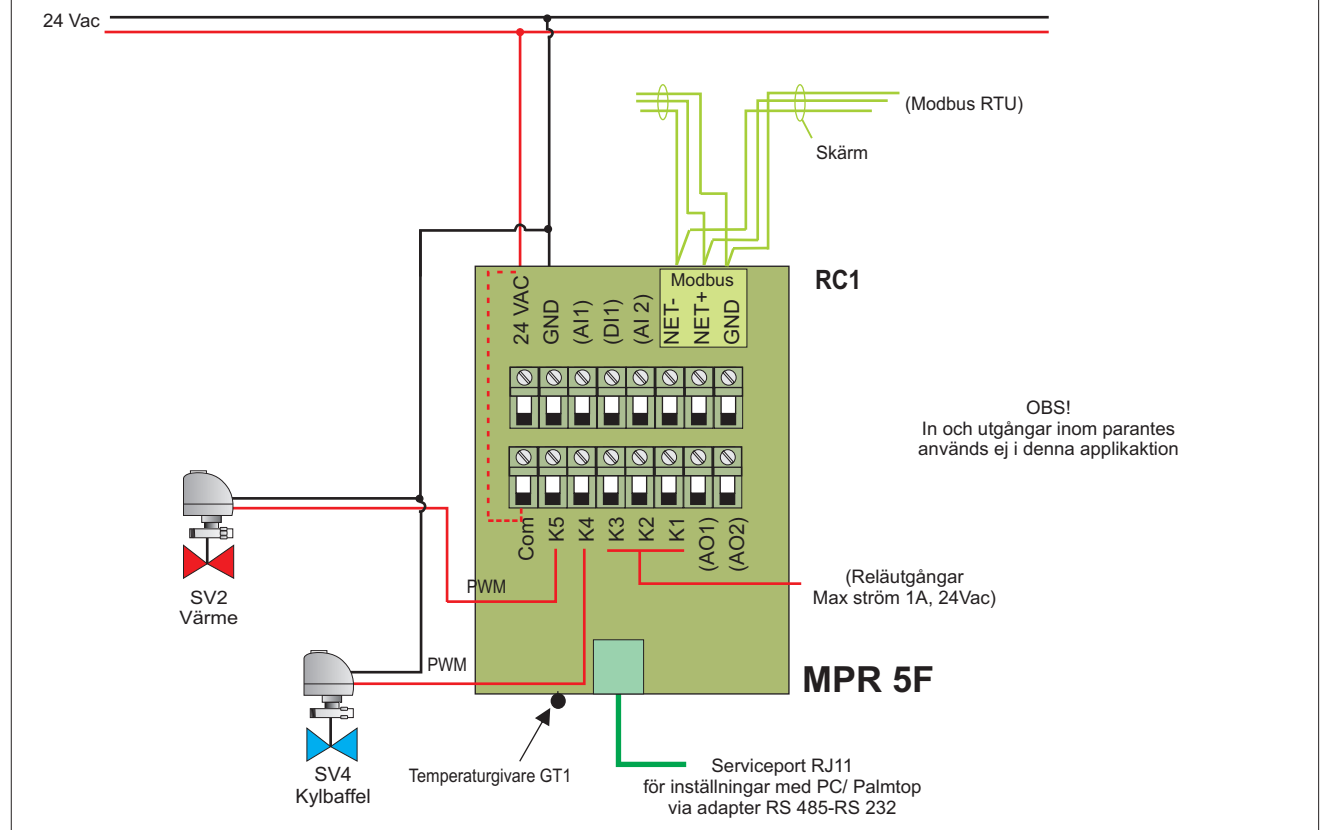 24 Vac
(Modbus RTU)
Skärm
RC1
Modbus
24 VAC
GND
(AI1)
(DI1)
(AI 2)
NET-
NET+
GND
OBS!
In och utgångar inom parantes
används ej i denna applikaktion
Com
K5
K4
K3
K2
K1
(AO1)
(AO2)
PWM
SV2
Värme
(Reläutgångar
Max ström 1A, 24Vac)
PWM
MPR 5F
SV4
Kylbaffel
Temperaturgivare GT1
Serviceport RJ11
för inställningar med PC/ Palmtop
via adapter RS 485-RS 232